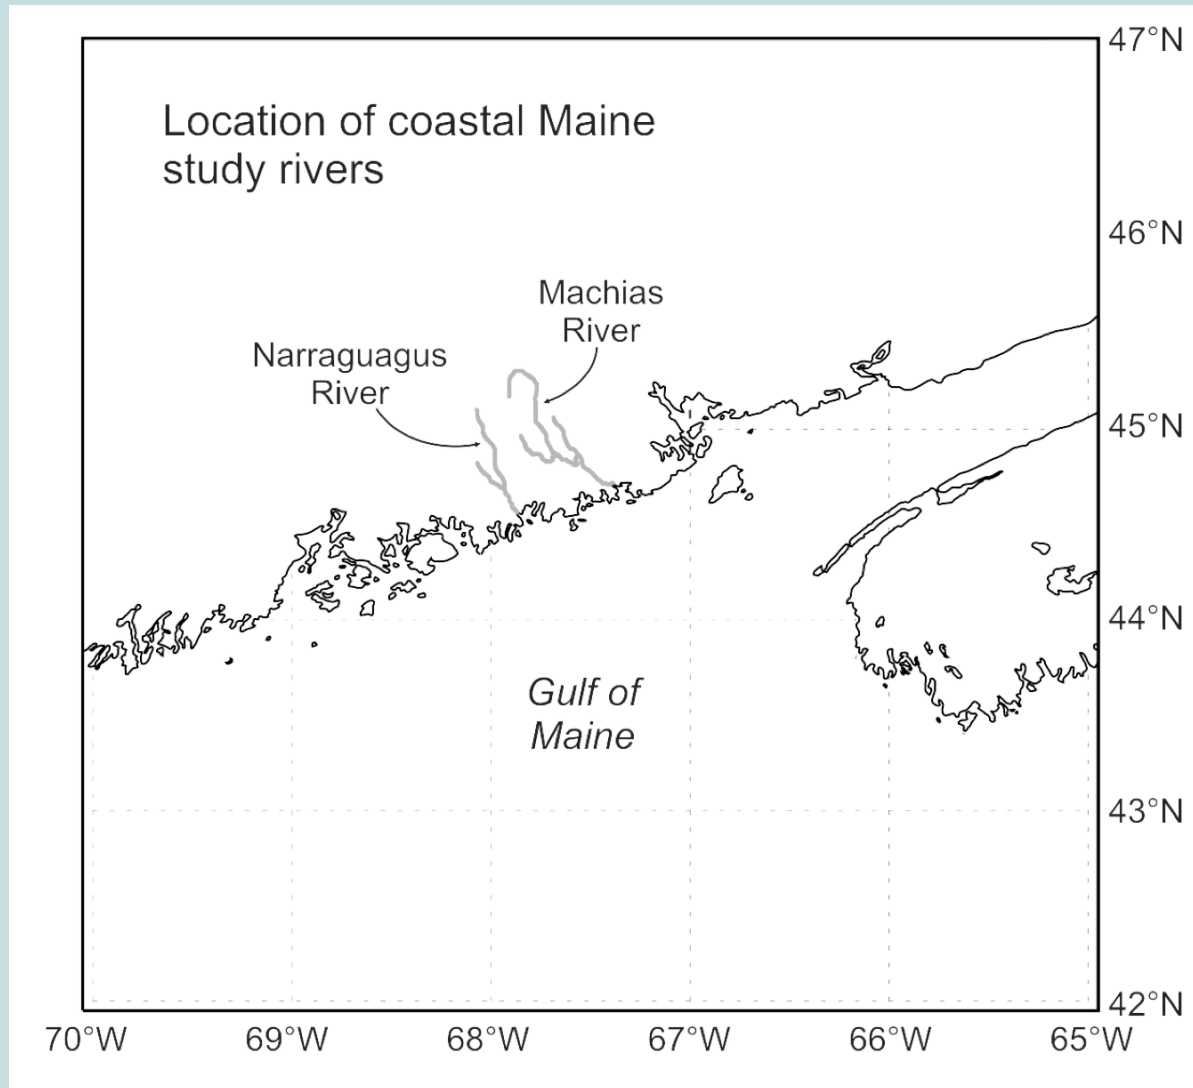 Location of coastal Maine
study rivers
Machias
River
Narraguagus
River
Gulf of
Maine
47°N
46°N
45°N
44°N
43°N
42°N
70°W
69°W
68°W
67°W
66°W
65°W